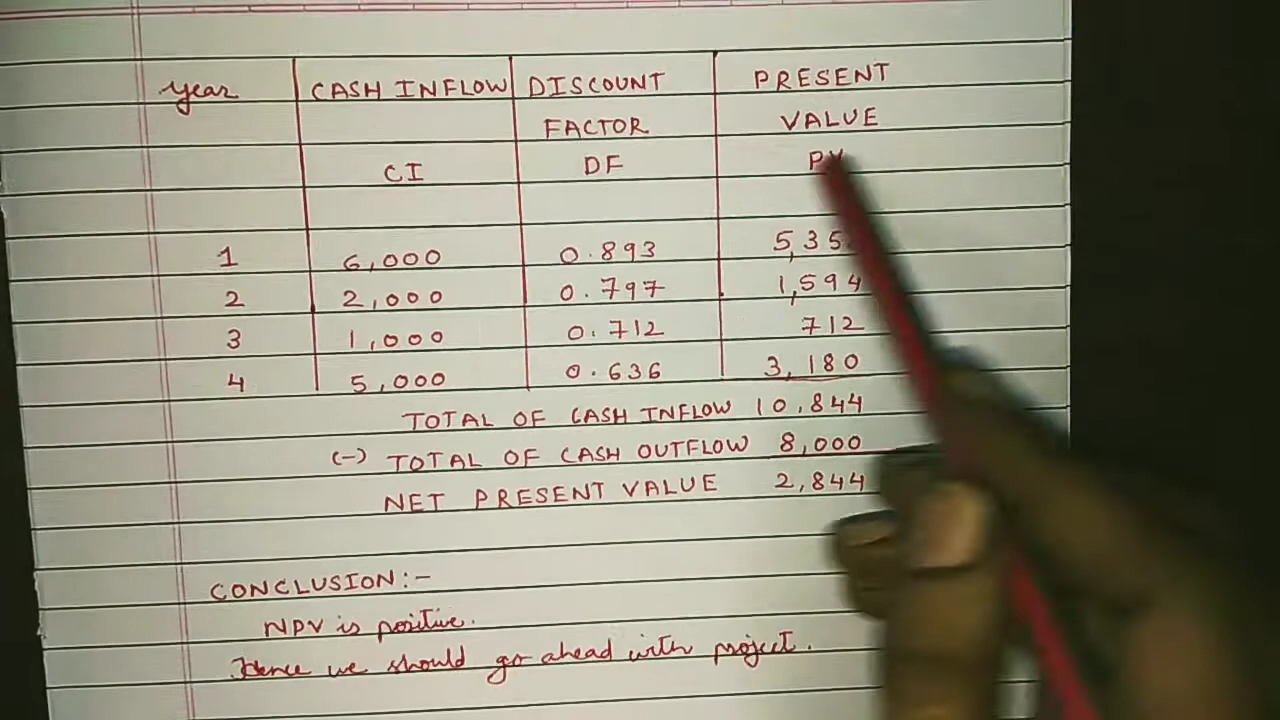 year CASH INFLOW DISCOUNT PRESENT
FACTOR VALUE
CI DF
1 6,000 0.893
2 2,000 0.797 1,594
3 1,000 0.712 712
4 5,000 0.636 3,180
TOTAL OF CASH INFLOW 10,844
(-) TOTAL OF CASH OUTFLOW 8,000
NET PRESENT VALUE 2,844
CONCLUSION:-
NPV is positive.
Hence we should go ahead with project.